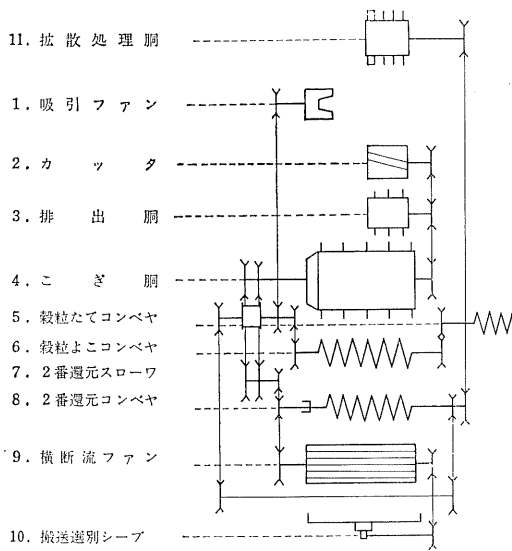 11. 拡散処理胴
1. 吸引ファン
2. カッタ
3. 排出胴
4. こぎ胴
5. 穀粒たてコンベヤ
6. 穀粒よこコンベヤ
7. 2番還元スローワ
8. 2番還元コンベヤ
9. 横断流ファン
10. 搬送選別シーブ